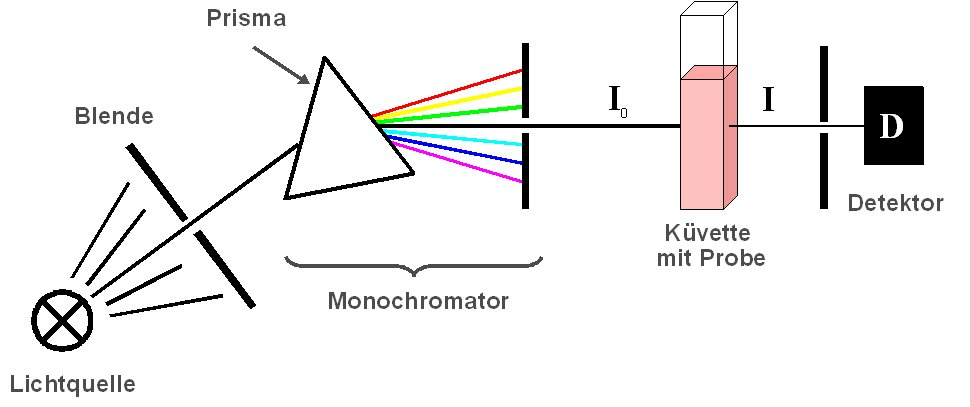 Prisma
Blende
I0
I
D
Detektor
Küvette
mit Probe
Monochromator
Lichtquelle